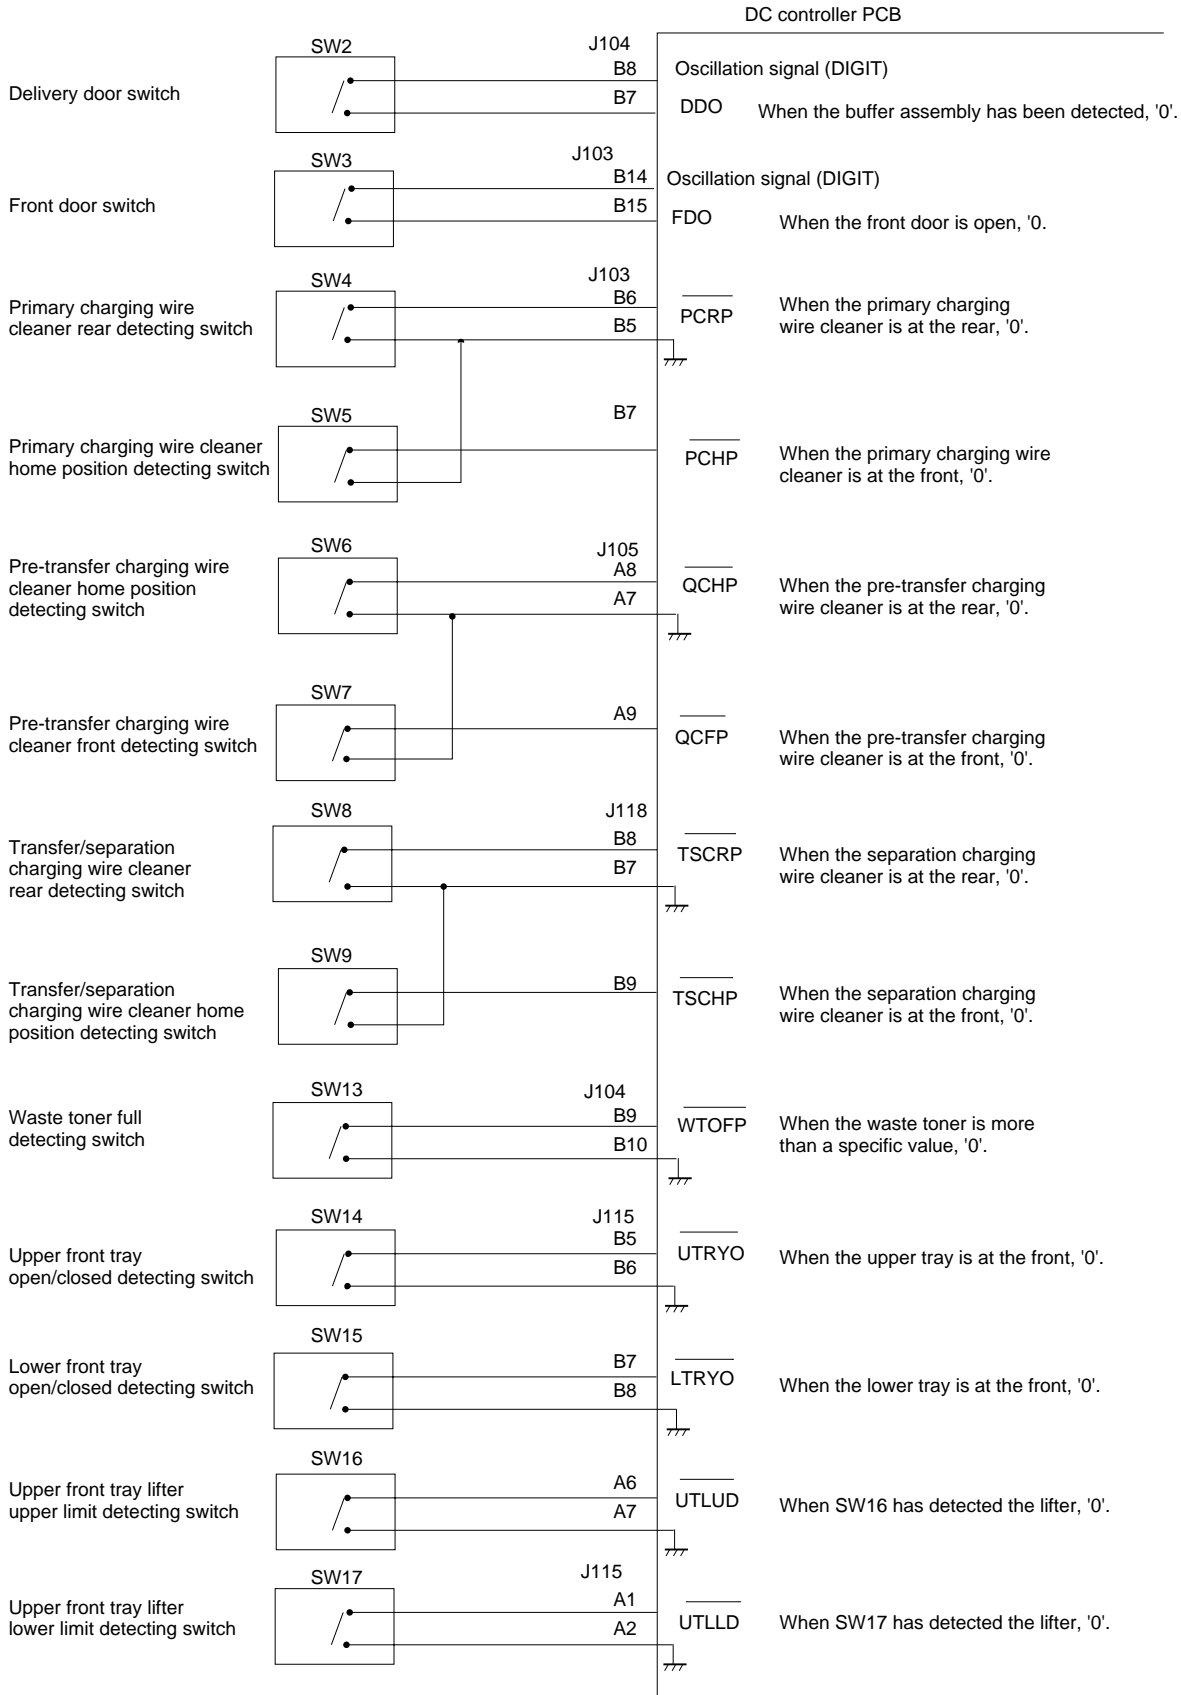 DC controller PCB
SW2
J104
Delivery door switch
B8
Oscillation signal (DIGIT)
B7
DDO
When the buffer assembly has been detected, '0'.
SW3
J103
Front door switch
B14
Oscillation signal (DIGIT)
B15
FDO
When the front door is open, '0.
SW4
J103
Primary charging wire
cleaner rear detecting switch
B6
B5
PCRP
When the primary charging
wire cleaner is at the rear, '0'.
SW5
B7
Primary charging wire cleaner
home position detecting switch
PCHP
When the primary charging wire
cleaner is at the front, '0'.
SW6
J105
Pre-transfer charging wire
cleaner home position
detecting switch
A8
A7
QCHP
When the pre-transfer charging
wire cleaner is at the rear, '0'.
SW7
Pre-transfer charging wire
cleaner front detecting switch
A9
QCFP
When the pre-transfer charging
wire cleaner is at the front, '0'.
SW8
J118
Transfer/separation
charging wire cleaner
rear detecting switch
B8
B7
TSCRP
When the separation charging
wire cleaner is at the rear, '0'.
SW9
Transfer/separation
charging wire cleaner home
position detecting switch
B9
TSCHP
When the separation charging
wire cleaner is at the front, '0'.
SW13
J104
Waste toner full
detecting switch
B9
B10
WTOFP
When the waste toner is more
than a specific value, '0'.
SW14
J115
Upper front tray
open/closed detecting switch
B5
B6
UTRYO
When the upper tray is at the front, '0'.
SW15
Lower front tray
open/closed detecting switch
B7
B8
LTRYO
When the lower tray is at the front, '0'.
SW16
Upper front tray lifter
upper limit detecting switch
A6
A7
UTLUD
When SW16 has detected the lifter, '0'.
SW17
J115
Upper front tray lifter
lower limit detecting switch
A1
A2
UTLLD
When SW17 has detected the lifter, '0'.